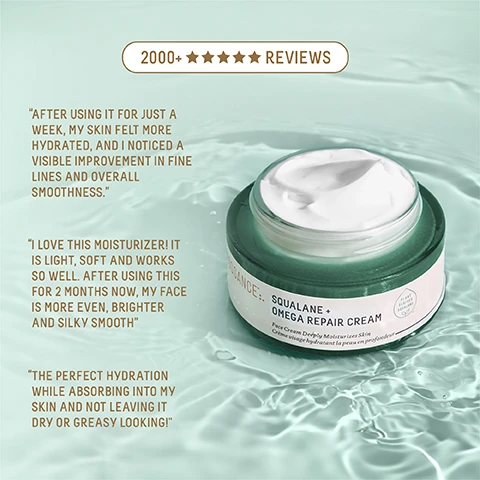 2000+ ★★★★★ REVIEWS
"AFTER USING IT FOR JUST A
WEEK, MY SKIN FELT MORE
HYDRATED, AND I NOTICED A
VISIBLE IMPROVEMENT IN FINE
LINES AND OVERALL
SMOOTHNESS."
"I LOVE THIS MOISTURIZER! IT
IS LIGHT, SOFT AND WORKS
SO WELL. AFTER USING THIS
FOR 2 MONTHS NOW, MY FACE
IS MORE EVEN, BRIGHTER
AND SILKY SMOOTH"
"THE PERFECT HYDRATION
WHILE ABSORBING INTO MY
SKIN AND NOT LEAVING IT
DRY OR GREASY LOOKING!"
SQUALANE +
OMEGA REPAIR CREAM
Face Cream Deeply Moisturizes Skin
Crème visage hydratant la peau en profondeur